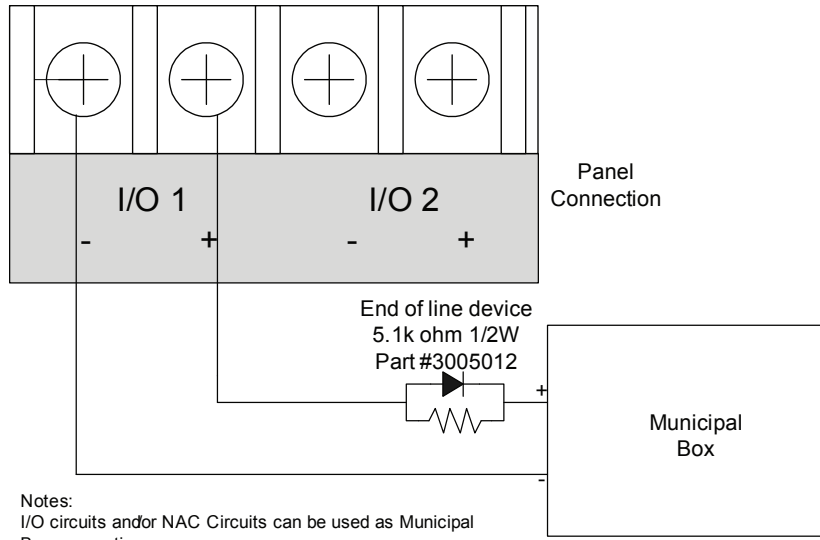 I/O 1
I/O 2
- + - +
Panel
Connection
End of line device
5.1k ohm 1/2W
Part #3005012
+
Municipal
Box
-
Notes:
I/O circuits and/or NAC Circuits can be used as Municipal